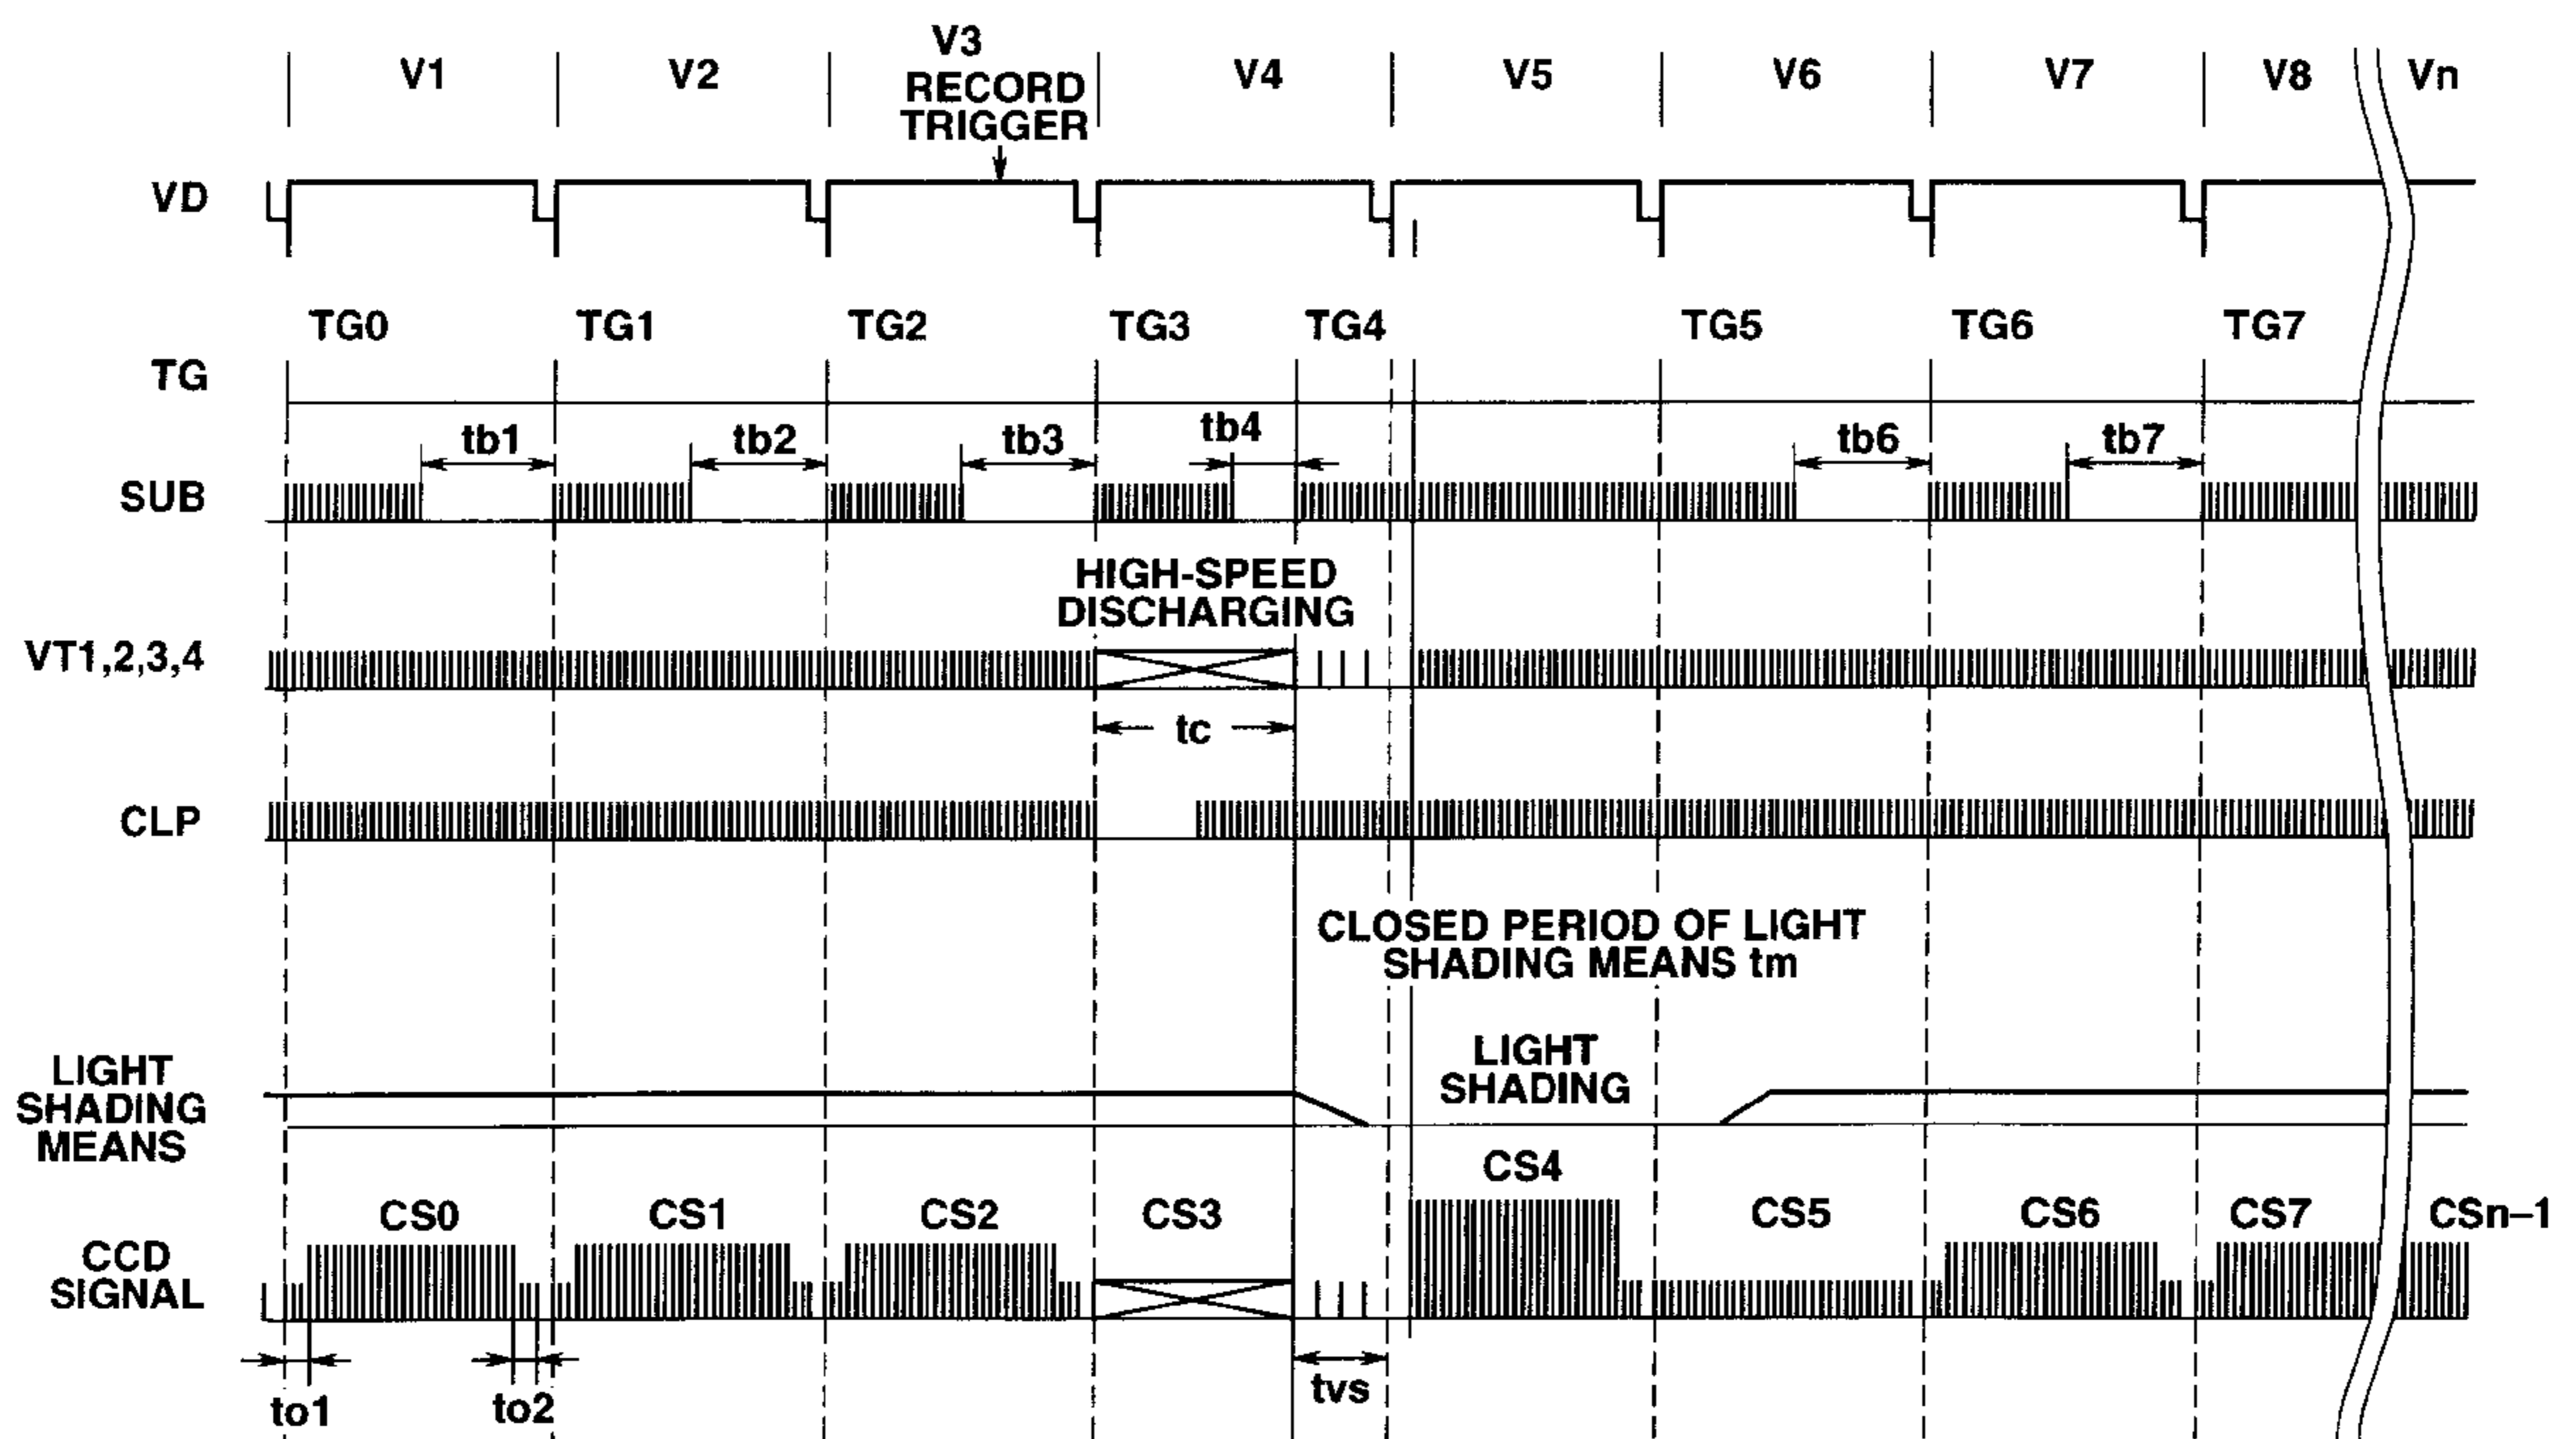 V1 V2 V3 V4 V5 V6 V7 V8 Vn
RECORD
TRIGGER
VD
TG0 TG1 TG2 TG3 TG4 TG5 TG6 TG7
TG
tb1 tb2 tb3 tb4 tb6 tb7
SUB
HIGH-SPEED
DISCHARGING
VT1,2,3,4
tc
CLP
CLOSED PERIOD OF LIGHT
SHADING MEANS tm
LIGHT
SHADING
LIGHT
SHADING
MEANS
CS4
CS0 CS1 CS2 CS3 CS5 CS6 CS7 CSn–1
CCD
SIGNAL
to1 to2 tvs